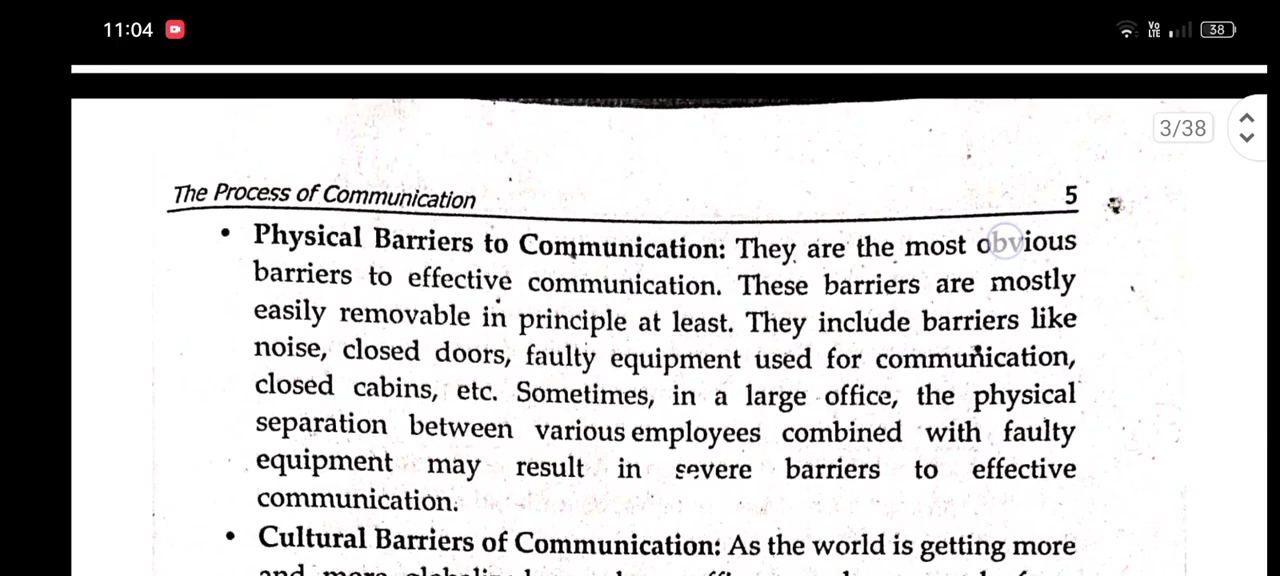 11:04
Vo LTE
38
3/38
The Process of Communication 5
• Physical Barriers to Communication: They are the most obvious
barriers to effective communication. These barriers are mostly
easily removable in principle at least. They include barriers like
noise, closed doors, faulty equipment used for communication,
closed cabins, etc. Sometimes, in a large office, the physical
separation between various employees combined with faulty
equipment may result in severe barriers to effective
communication.
• Cultural Barriers of Communication: As the world is getting more
and more